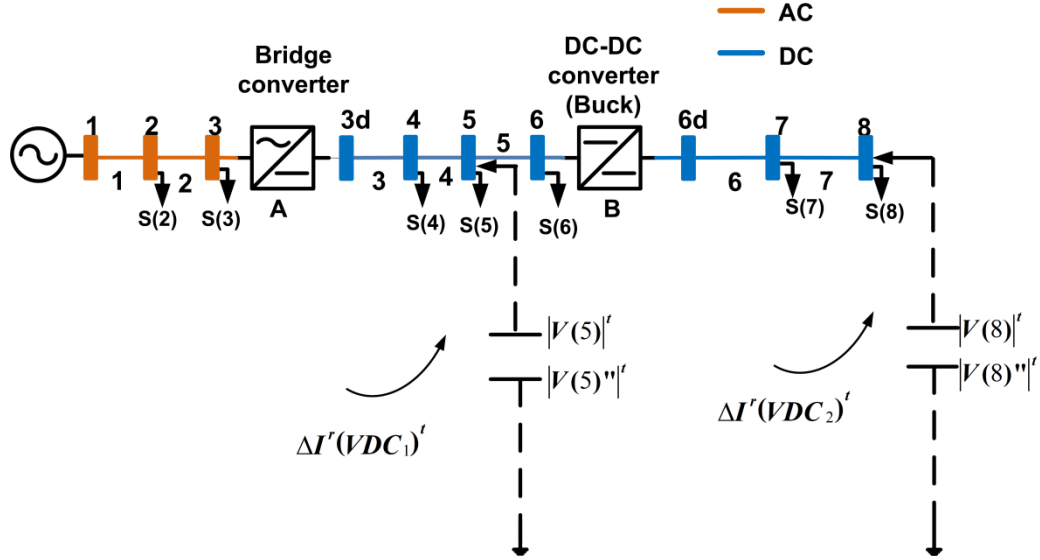 AC
DC
Bridge
converter
DC-DC
converter
(Buck)
1 2 3 3d 4 5 6 6d 7 8
5
1 2 3 4 6 7
A B
S(2) S(3) S(4) S(5) S(6) S(7) S(8)
|V(5)|^t
|V(5)"|^t
ΔI^r(VDC₁)^t
|V(8)|^t
|V(8)"|^t
ΔI^r(VDC₂)^t